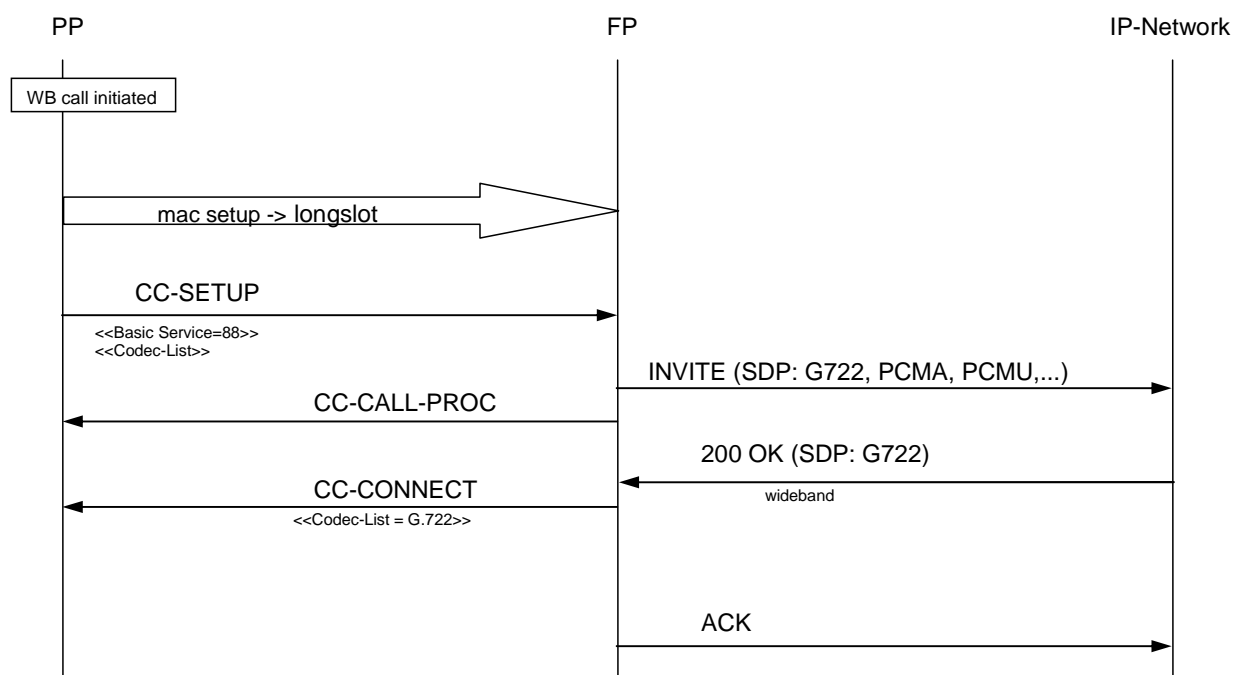 PP
FP
IP-Network
WB call initiated
mac setup -> longslot
CC-SETUP
<<Basic Service=88>>
<<Codec-List>>
INVITE (SDP: G722, PCMA, PCMU,...)
CC-CALL-PROC
200 OK (SDP: G722)
wideband
CC-CONNECT
<<Codec-List = G.722>>
ACK